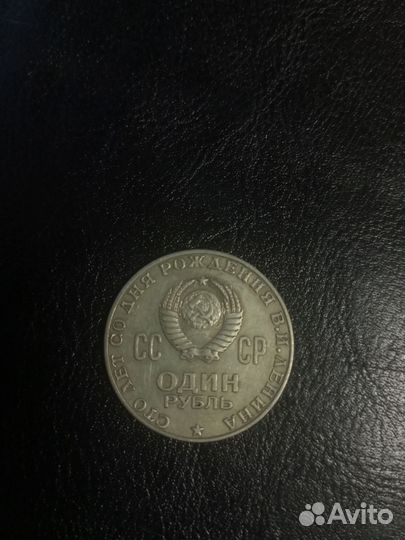 СТО ЛЕТ СО ДНЯ РОЖДЕНИЯ В.И.ЛЕНИНА
СС СР
ОДИН
РУБЛЬ
Avito